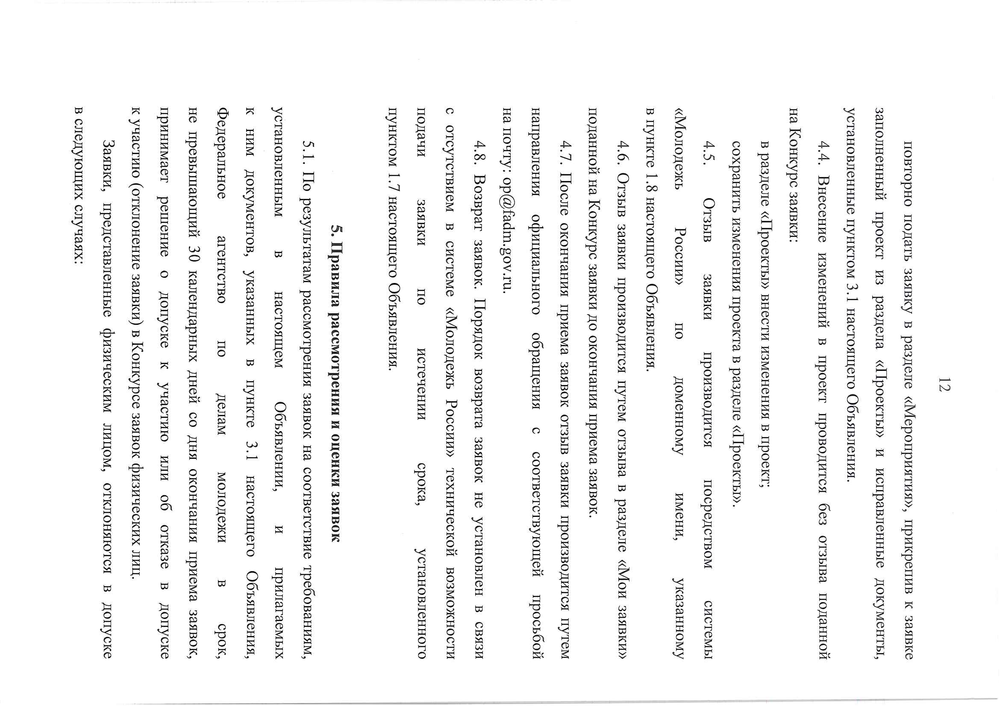 12
повторно подать заявку в разделе «Мероприятия», прикрепив к заявке
заполненный проект из раздела «Проекты» и исправленные документы,
установленные пунктом 3.1 настоящего Объявления.
4.4. Внесение изменений в проект проводится без отзыва поданной
на Конкурс заявки:
в разделе «Проекты» внести изменения в проект;
сохранить изменения проекта в разделе «Проекты».
4.5. Отзыв заявки производится посредством системы
«Молодежь России» по доменному имени, указанному
в пункте 1.8 настоящего Объявления.
4.6. Отзыв заявки производится путем отзыва в разделе «Мои заявки»
поданной на Конкурс заявки до окончания приема заявок.
4.7. После окончания приема заявок отзыв заявки производится путем
направления официального обращения с соответствующей просьбой
на почту: op@fadm.gov.ru.
4.8. Возврат заявок. Порядок возврата заявок не установлен в связи
с отсутствием в системе «Молодежь России» технической возможности
подачи заявки по истечении срока, установленного
пунктом 1.7 настоящего Объявления.
5. Правила рассмотрения и оценки заявок
5.1. По результатам рассмотрения заявок на соответствие требованиям,
установленным в настоящем Объявлении, и прилагаемых
к ним документов, указанных в пункте 3.1 настоящего Объявления,
Федеральное агентство по делам молодежи в срок,
не превышающий 30 календарных дней со дня окончания приема заявок,
принимает решение о допуске к участию или об отказе в допуске
к участию (отклонение заявки) в Конкурсе заявок физических лиц.
Заявки, представленные физическим лицом, отклоняются в допуске
в следующих случаях: